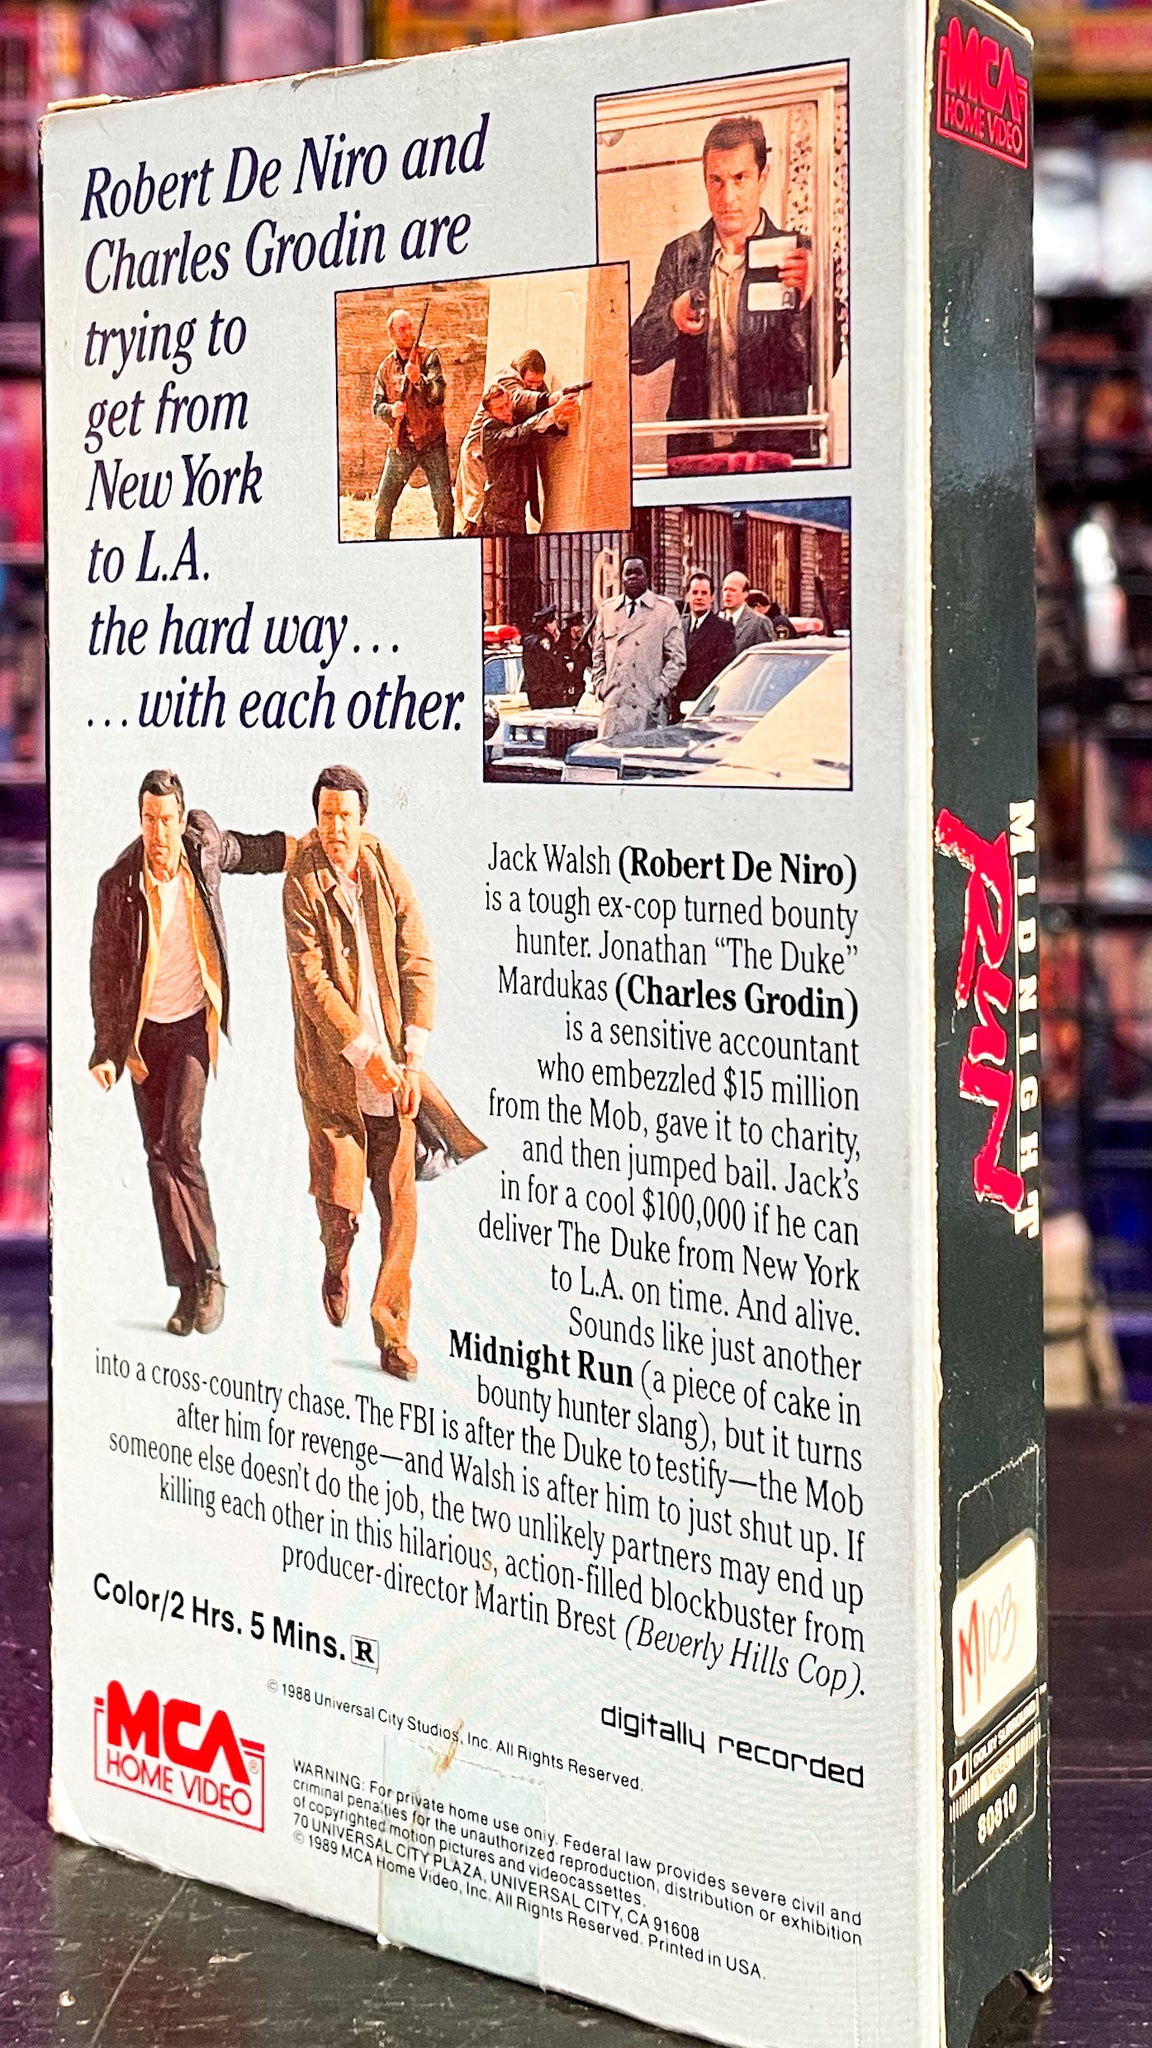 Robert De Niro and
Charles Grodin are
trying to
get from
New York
to L.A.
the hard way...
...with each other.
Jack Walsh (Robert De Niro)
is a tough ex-cop turned bounty
hunter. Jonathan "The Duke"
Mardukas (Charles Grodin)
is a sensitive accountant
who embezzled $15 million
from the Mob, gave it to charity,
and then jumped bail. Jack's
in for a cool $100,000 if he can
deliver The Duke from New York
to L.A. on time. And alive.
Sounds like just another
Midnight Run (a piece of cake in
bounty hunter slang), but it turns
into a cross-country chase. The FBI is after the Duke to testify—the Mob
after him for revenge—and Walsh is after him to just shut up. If
someone else doesn't do the job, the two unlikely partners may end up
killing each other in this hilarious, action-filled blockbuster from
producer-director Martin Brest (Beverly Hills Cop).
Color/2 Hrs. 5 Mins. R
© 1988 Universal City Studios, Inc. All Rights Reserved.
digitally recorded
MCA®
HOME VIDEO
WARNING: For private home use only. Federal law provides severe civil and
criminal penalties for the unauthorized reproduction, distribution or exhibition
of copyrighted motion pictures and videocassettes.
70 UNIVERSAL CITY PLAZA, UNIVERSAL CITY, CA 91608
© 1989 MCA Home Video, Inc. All Rights Reserved. Printed in USA.
MCA
HOME VIDEO
MIDNIGHT
RUN
M103
DOLBY SURROUND
STEREO
80810